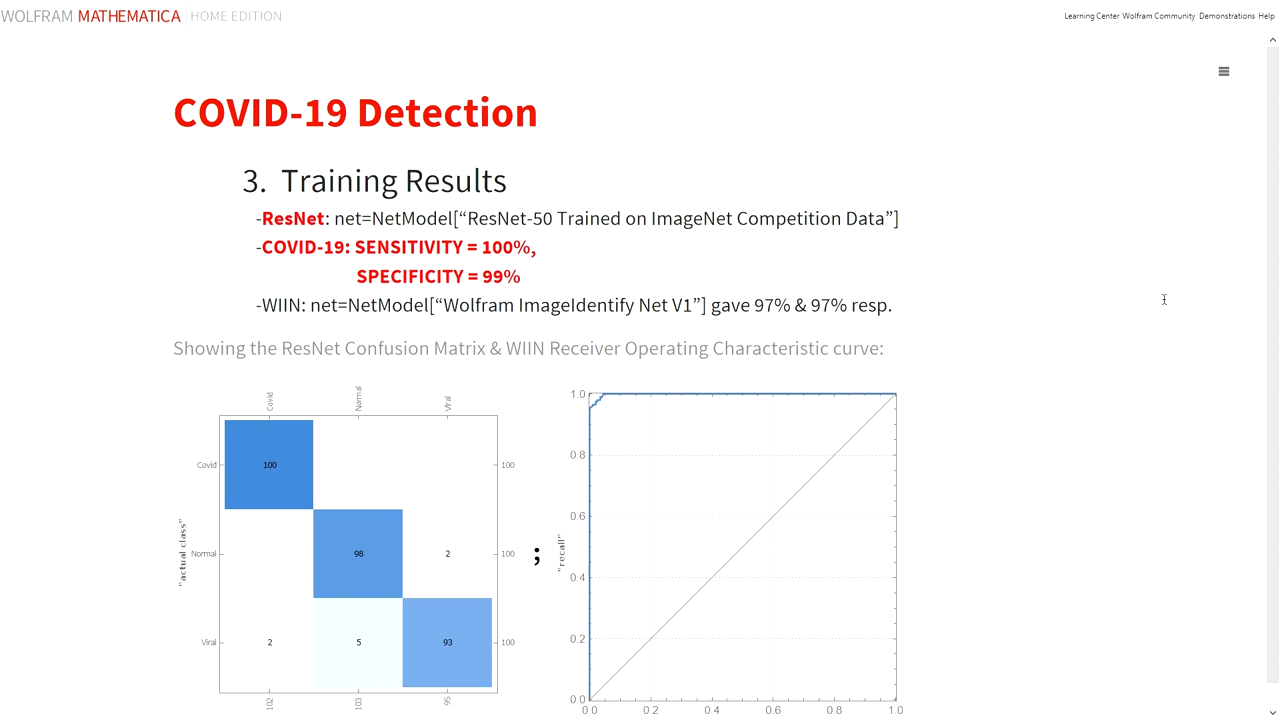 WOLFRAM MATHEMATICA HOME EDITION
Learning Center Wolfram Community Demonstrations Help
COVID-19 Detection
3. Training Results
-ResNet: net=NetModel[“ResNet-50 Trained on ImageNet Competition Data”]
-COVID-19: SENSITIVITY = 100%,
SPECIFICITY = 99%
-WIIN: net=NetModel[“Wolfram ImageIdentify Net V1”] gave 97% & 97% resp.
Showing the ResNet Confusion Matrix & WIIN Receiver Operating Characteristic curve:
Covid Normal Viral
Covid 100 100
Normal 98 2 100
Viral 2 5 93 100
102 103 95
"actual class"
;
"recall"
1.0
0.8
0.6
0.4
0.2
0.0
0.0 0.2 0.4 0.6 0.8 1.0